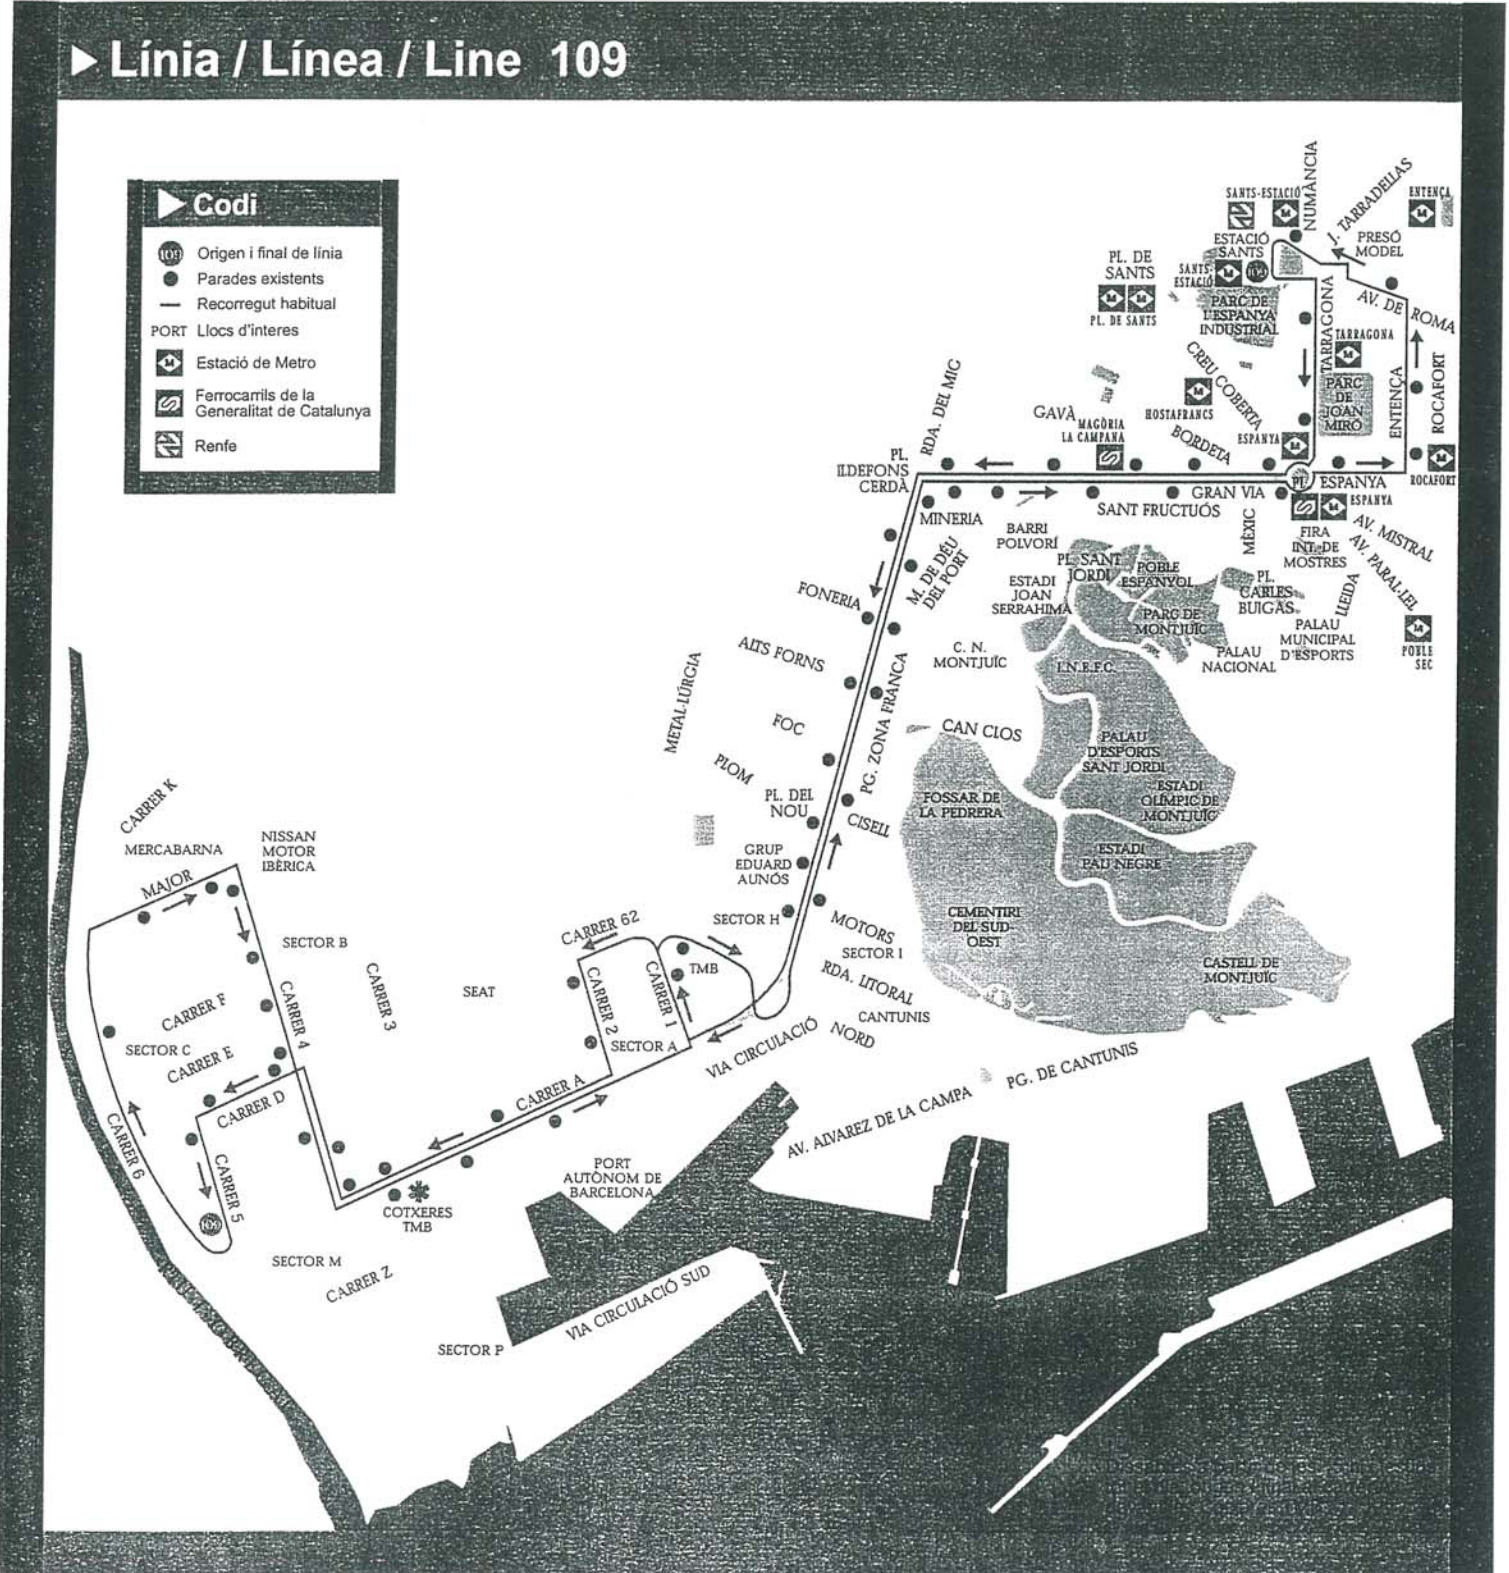 Línia / Línea / Line 109
Codi
109 Origen i final de línia
Parades existents
Recorregut habitual
PORT Llocs d'interes
M Estació de Metro
Ferrocarrils de la
Generalitat de Catalunya
Renfe
SANTS-ESTACIÓ
NUMÀNCIA
J. TARRADELLAS
ENTENÇA
M
M
ESTACIÓ
SANTS
PRESÓ
MODEL
PL. DE
SANTS
SANTS-
ESTACIÓ
M
109
M
M
PL. DE SANTS
PARC DE
L'ESPANYA
INDUSTRIAL
TARRAGONA
AV. DE ROMA
TARRAGONA
M
CREU COBERTA
PARC
DE
JOAN
MIRÓ
ENTENÇA
ROCAFORT
RDA. DEL MIG
HOSTAFRANCS
M
GAVÀ
MAGÒRIA
LA CAMPANA
BORDETA
ESPANYA
M
M
ROCAFORT
PL.
ILDEFONS
CERDÀ
PL. ESPANYA
GRAN VIA
SANT FRUCTUÓS
M
ESPANYA
MINERIA
BARRI
POLVORÍ
MÈXIC
FIRA
INT. DE
MOSTRES
AV. MISTRAL
AV. PARAL·LEL
M. DE DÉU
DEL PORT
PL. SANT
JORDI
POBLE
ESPANYOL
ESTADI
JOAN
SERRAHIMA
PL.
CARLES
BUIGAS
LLEIDA
FONERIA
PARC DE
MONTJUÏC
PALAU
MUNICIPAL
D'ESPORTS
M
POBLE
SEC
ALTS FORNS
C. N.
MONTJUÏC
I.N.E.F.C.
PALAU
NACIONAL
METAL·LÚRGIA
PG. ZONA FRANCA
FOC
CAN CLOS
PALAU
D'ESPORTS
SANT JORDI
PLOM
PL. DEL
NOU
FOSSAR DE
LA PEDRERA
ESTADI
OLÍMPIC DE
MONTJUÏC
CISELL
CARRER K
MERCABARNA
NISSAN
MOTOR
IBÈRICA
GRUP
EDUARD
AUNÓS
ESTADI
PAU NEGRE
MAJOR
SECTOR H
MOTORS
CEMENTIRI
DEL SUD-
OEST
CARRER 62
SECTOR B
SECTOR I
CASTELL DE
MONTJUÏC
TMB
RDA. LITORAL
CARRER 3
SEAT
CARRER 2
CARRER 1
CARRER F
CARRER 4
CANTUNIS
SECTOR C
SECTOR A
VIA CIRCULACIÓ NORD
CARRER E
PG. DE CANTUNIS
CARRER D
CARRER A
AV. ALVAREZ DE LA CAMPA
CARRER 6
CARRER 5
109
PORT
AUTÒNOM DE
BARCELONA
COTXERES
TMB
SECTOR M
CARRER Z
VIA CIRCULACIÓ SUD
SECTOR P